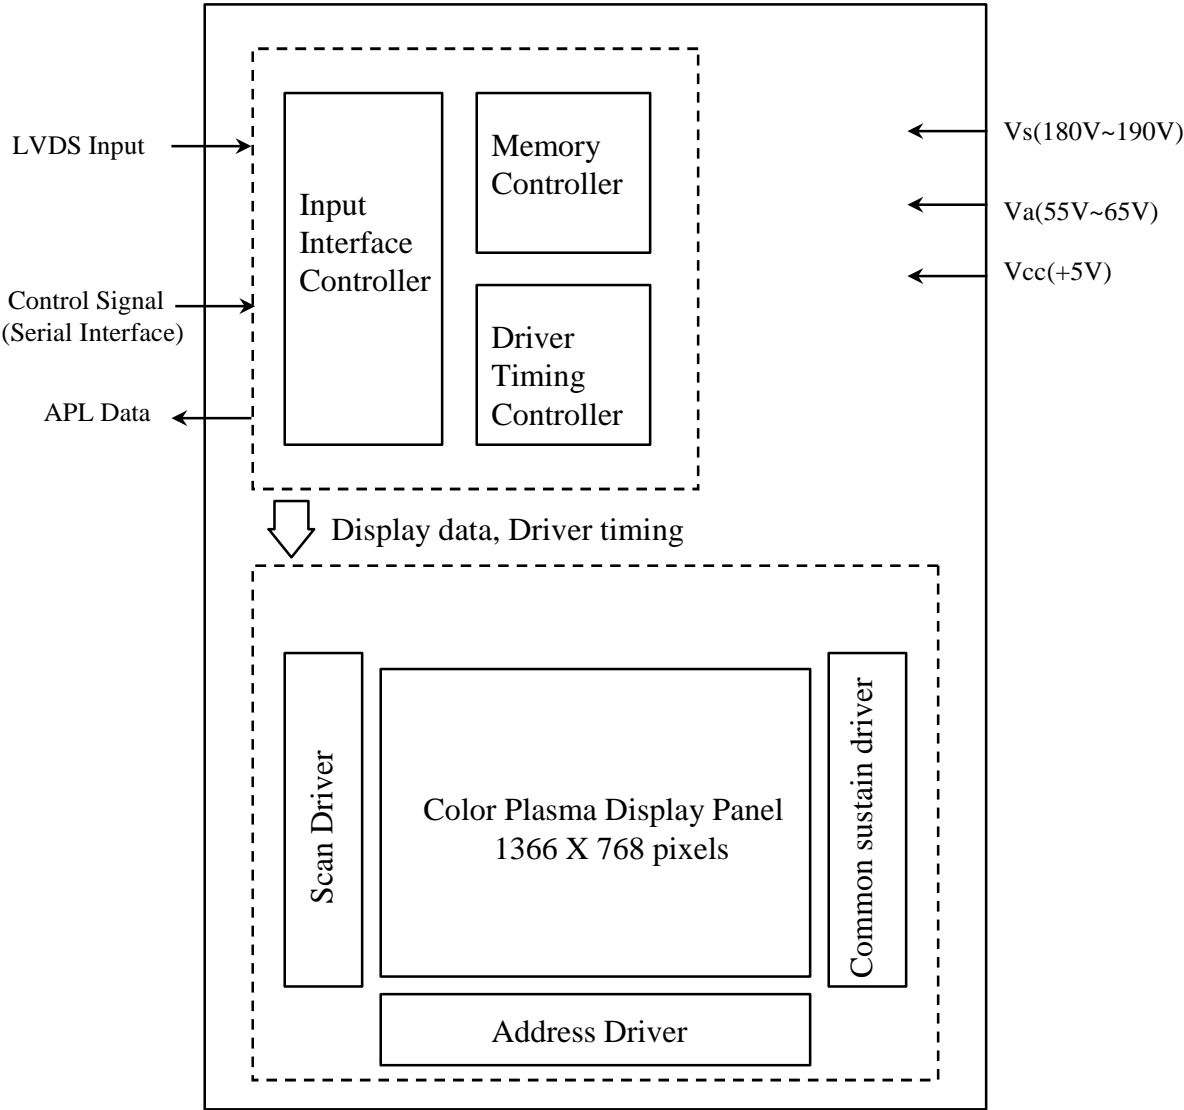 LVDS Input
Control Signal
(Serial Interface)
APL Data
Input
Interface
Controller
Memory
Controller
Driver
Timing
Controller
Vs(180V~190V)
Va(55V~65V)
Vcc(+5V)
Display data, Driver timing
Scan Driver
Color Plasma Display Panel
1366 X 768 pixels
Common sustain driver
Address Driver